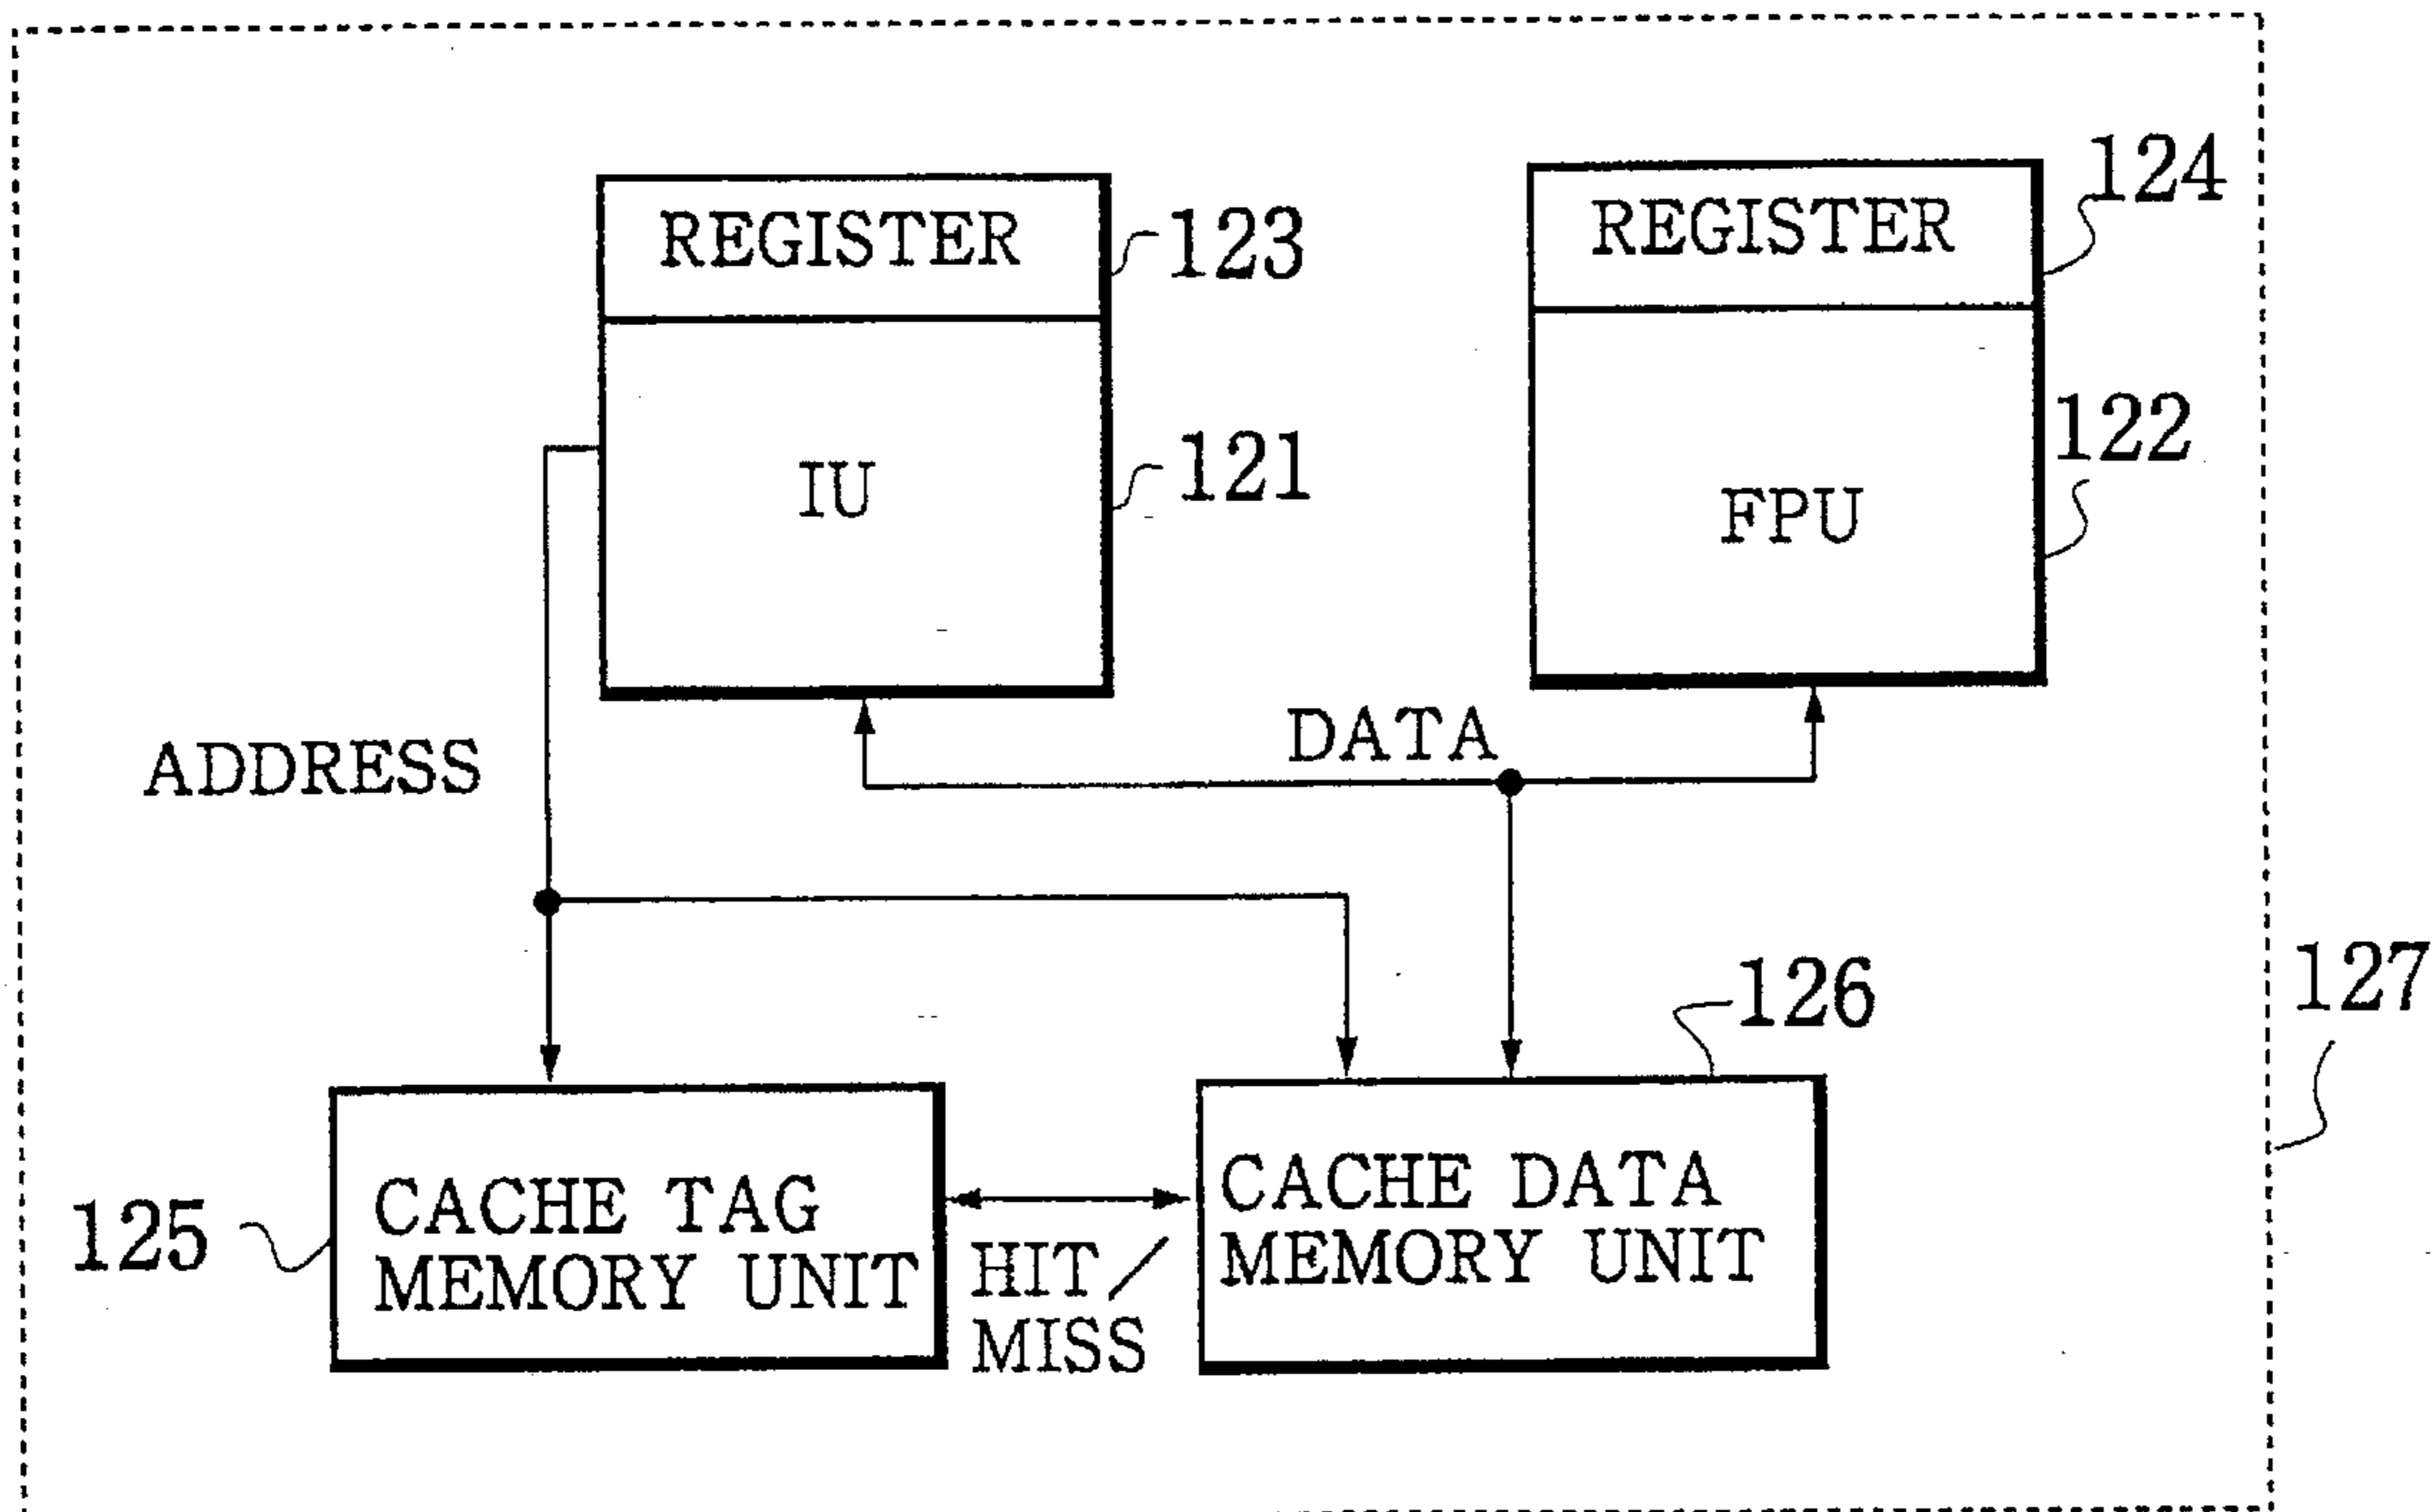 124
REGISTER
REGISTER
123
122
IU
121
FPU
DATA
ADDRESS
127
126
CACHE DATA
MEMORY UNIT
125
CACHE TAG
MEMORY UNIT
HIT/
MISS